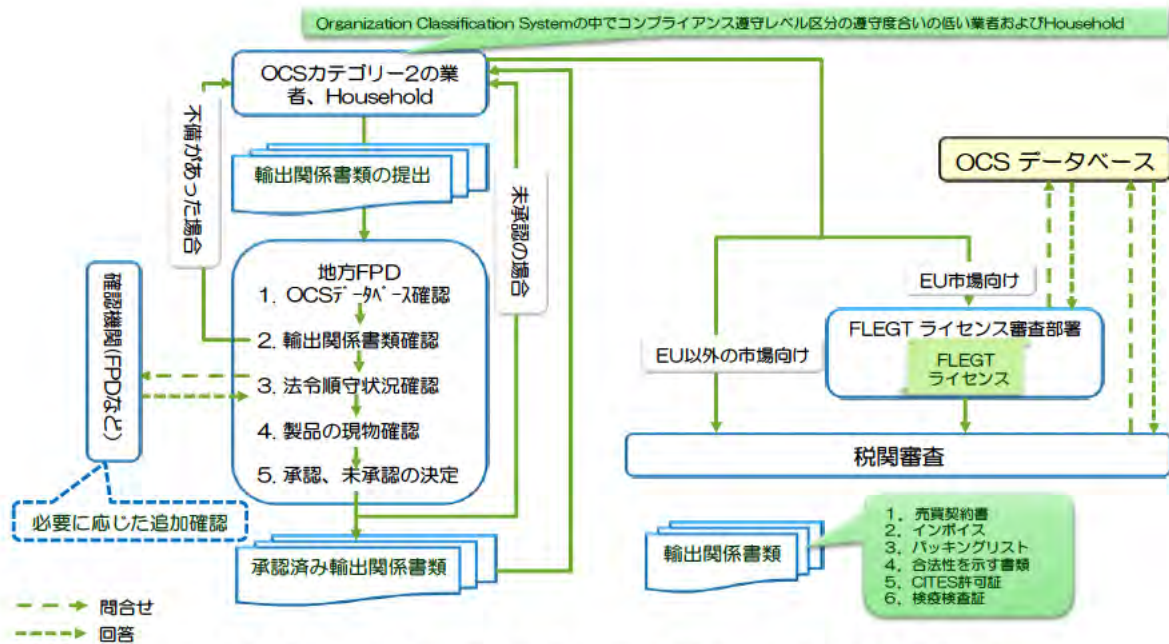 Organization Classification Systemの中でコンプライアンス遵守レベル区分の遵守度合いの低い業者およびHousehold
OCSカテゴリー2の業
者、Household
不備があった場合
輸出関係書類の提出
未承認の場合
OCS データベース
地方FPD
1. OCSデータベース確認
2. 輸出関係書類確認
3. 法令順守状況確認
4. 製品の現物確認
5. 承認、未承認の決定
確認機関(FPDなど)
必要に応じた追加確認
承認済み輸出関係書類
EU市場向け
EU以外の市場向け
FLEGT ライセンス審査部署
FLEGT
ライセンス
税関審査
輸出関係書類
1. 売買契約書
2. インボイス
3. パッキングリスト
4. 合法性を示す書類
5. CITES許可証
6. 検疫検査証
問合せ
回答